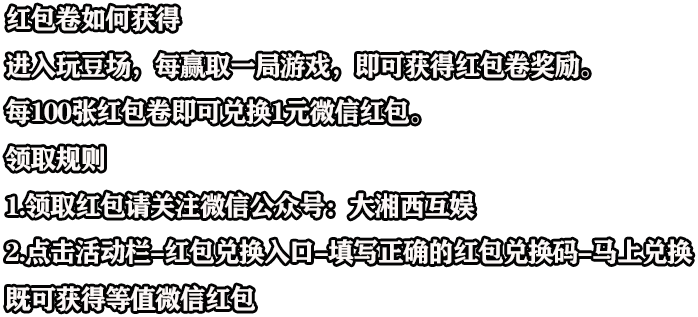 红包卷如何获得
进入玩豆场，每赢取一局游戏，即可获得红包卷奖励。
每100张红包卷即可兑换1元微信红包。
领取规则
1.领取红包请关注微信公众号：大湘西互娱
2.点击活动栏-红包兑换入口-填写正确的红包兑换码-马上兑换
既可获得等值微信红包